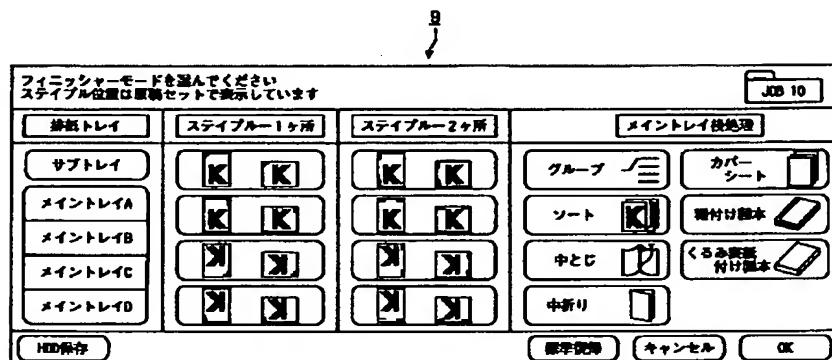 9
フィニッシャーモードを選んでください
ステイプル位置は原稿セットで表示しています
JOB 10
排紙トレイ
ステイプルー1ヶ所
ステイプルー2ヶ所
メイントレイ後処理
サブトレイ
メイントレイA
メイントレイB
メイントレイC
メイントレイD
K K
K K
K K
K K
K K
K K
K K
K K
グループ
カバー
シート
ソート
K
糊付け製本
中とじ
くるみ表紙
付け製本
中折り
HDD保存
標準復帰
キャンセル
OK